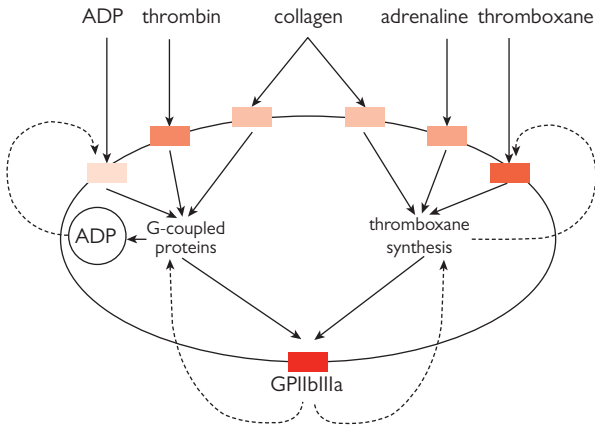 ADP thrombin collagen adrenaline thromboxane
G-coupled
proteins
ADP
thromboxane
synthesis
GPIIbIIIa